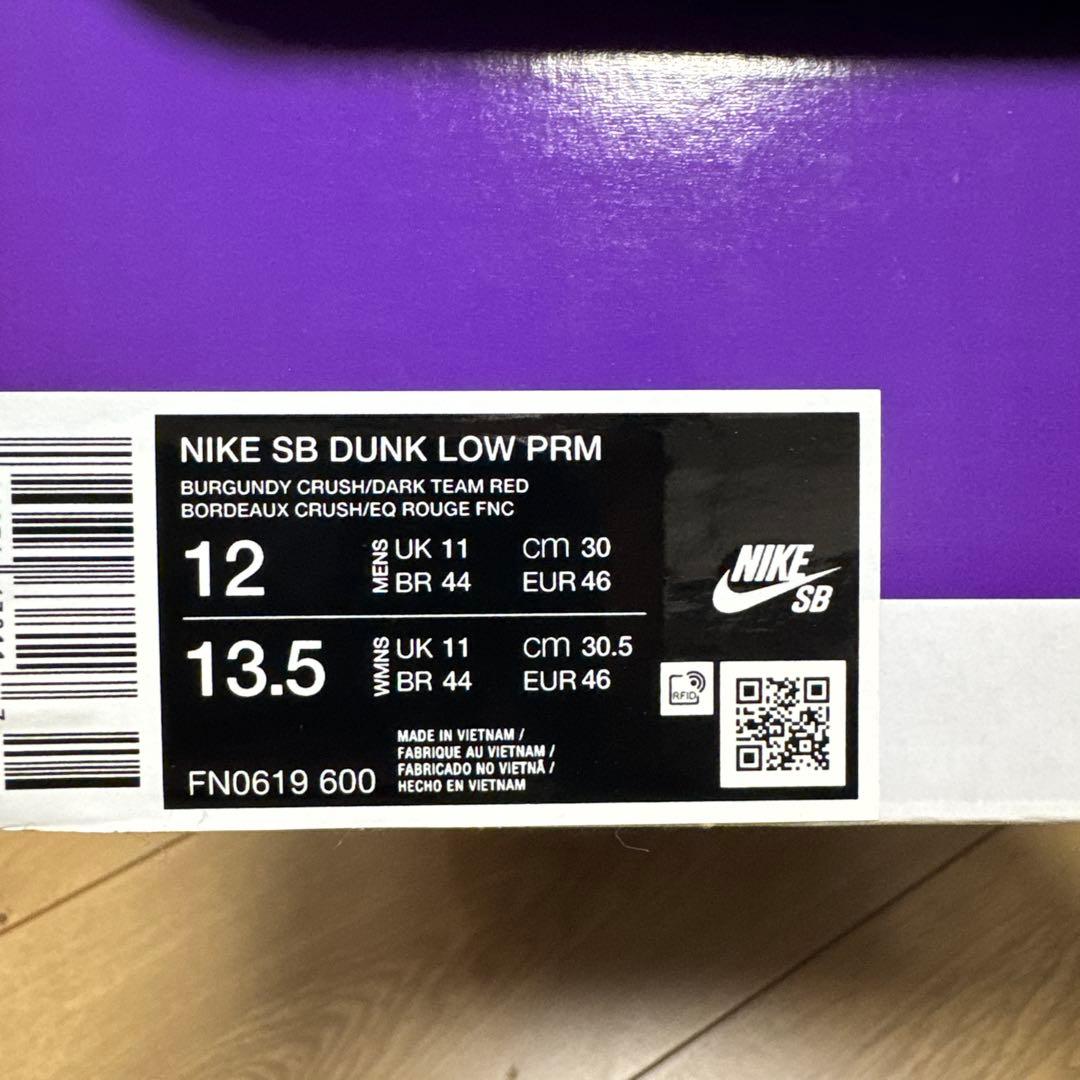 NIKE SB DUNK LOW PRM
BURGUNDY CRUSH/DARK TEAM RED
BORDEAUX CRUSH/EQ ROUGE FNC
12 MENS UK 11 cm 30
BR 44 EUR 46
13.5 WMNS UK 11 cm 30.5
BR 44 EUR 46
MADE IN VIETNAM /
FABRIQUE AU VIETNAM /
FABRICADO NO VIETNÃ /
HECHO EN VIETNAM
FN0619 600
NIKE
SB
RFID